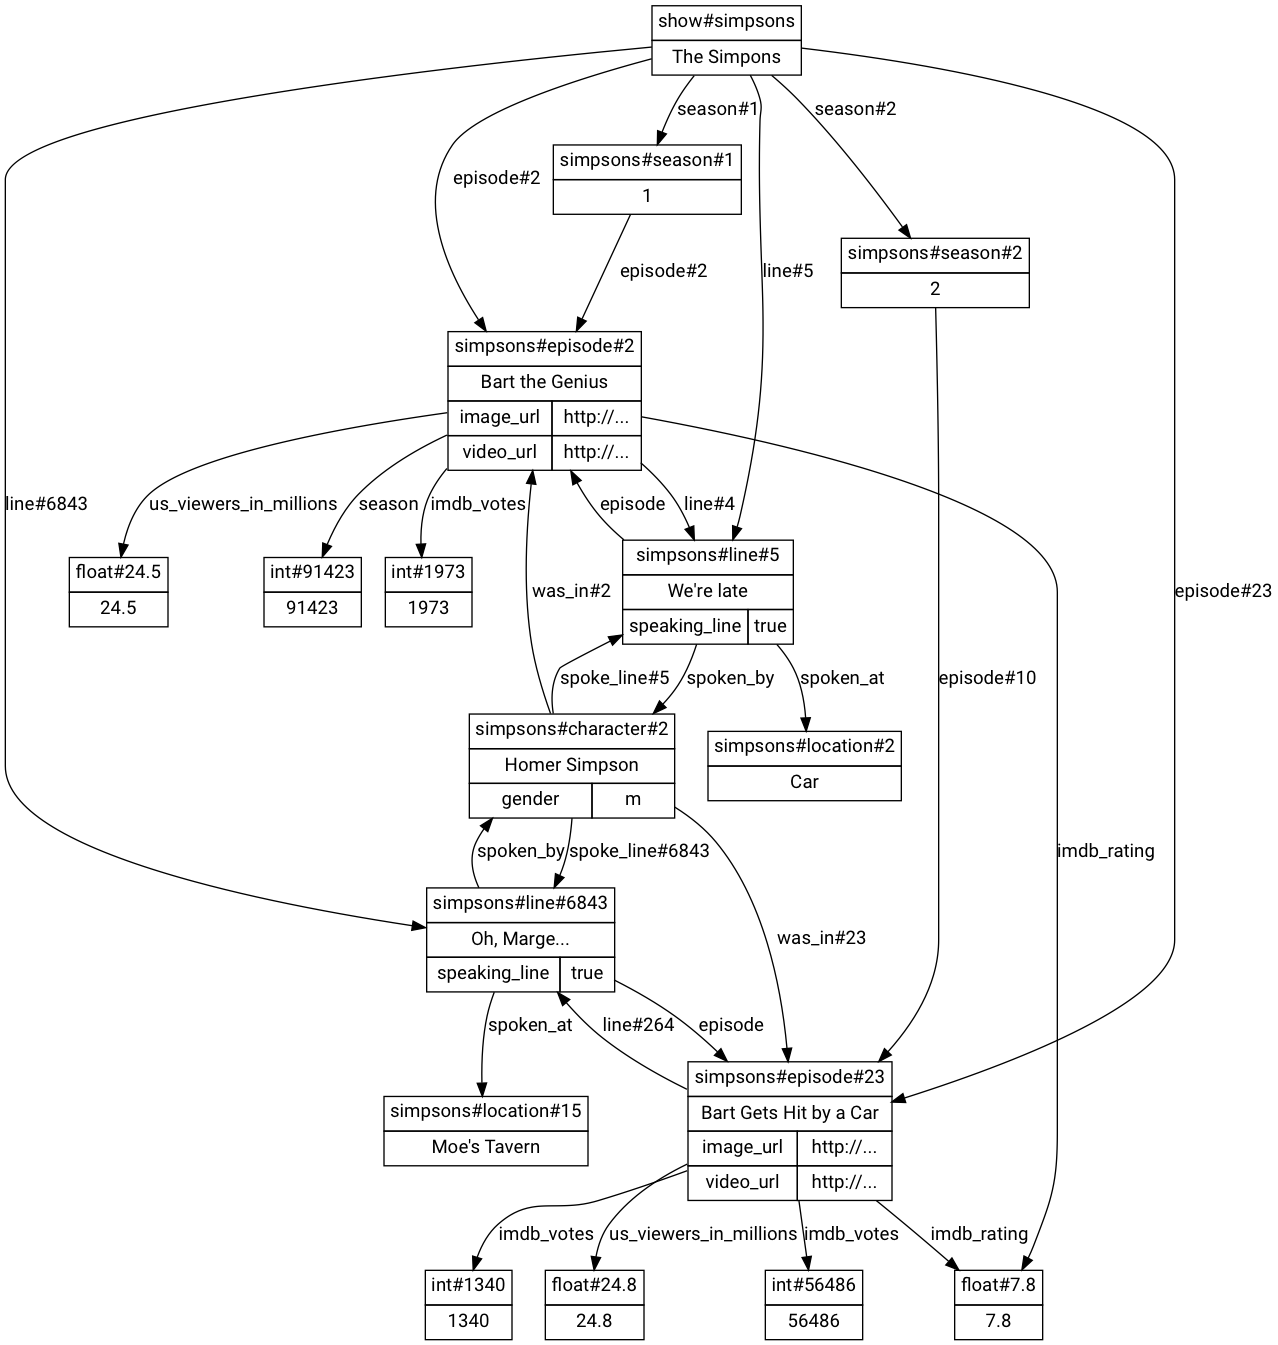 show#simpsons
The Simpons
season#1
season#2
simpsons#season#1
1
episode#2
simpsons#season#2
2
episode#2
line#5
simpsons#episode#2
Bart the Genius
image_url http://...
video_url http://...
line#6843
us_viewers_in_millions
season
imdb_votes
episode
line#4
simpsons#line#5
We're late
speaking_line true
float#24.5
24.5
int#91423
91423
int#1973
1973
was_in#2
episode#23
spoke_line#5
spoken_by
spoken_at
episode#10
simpsons#character#2
Homer Simpson
gender m
simpsons#location#2
Car
spoken_by
spoke_line#6843
imdb_rating
simpsons#line#6843
Oh, Marge...
speaking_line true
was_in#23
spoken_at
line#264
episode
simpsons#episode#23
Bart Gets Hit by a Car
image_url http://...
video_url http://...
simpsons#location#15
Moe's Tavern
imdb_votes
us_viewers_in_millions
imdb_votes
imdb_rating
int#1340
1340
float#24.8
24.8
int#56486
56486
float#7.8
7.8